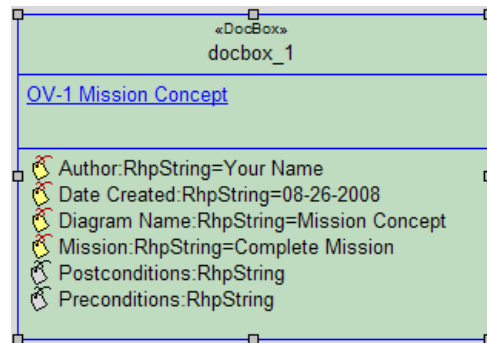 «DocBox»
docbox_1
OV-1 Mission Concept
Author:RhpString=Your Name
Date Created:RhpString=08-26-2008
Diagram Name:RhpString=Mission Concept
Mission:RhpString=Complete Mission
Postconditions:RhpString
Preconditions:RhpString